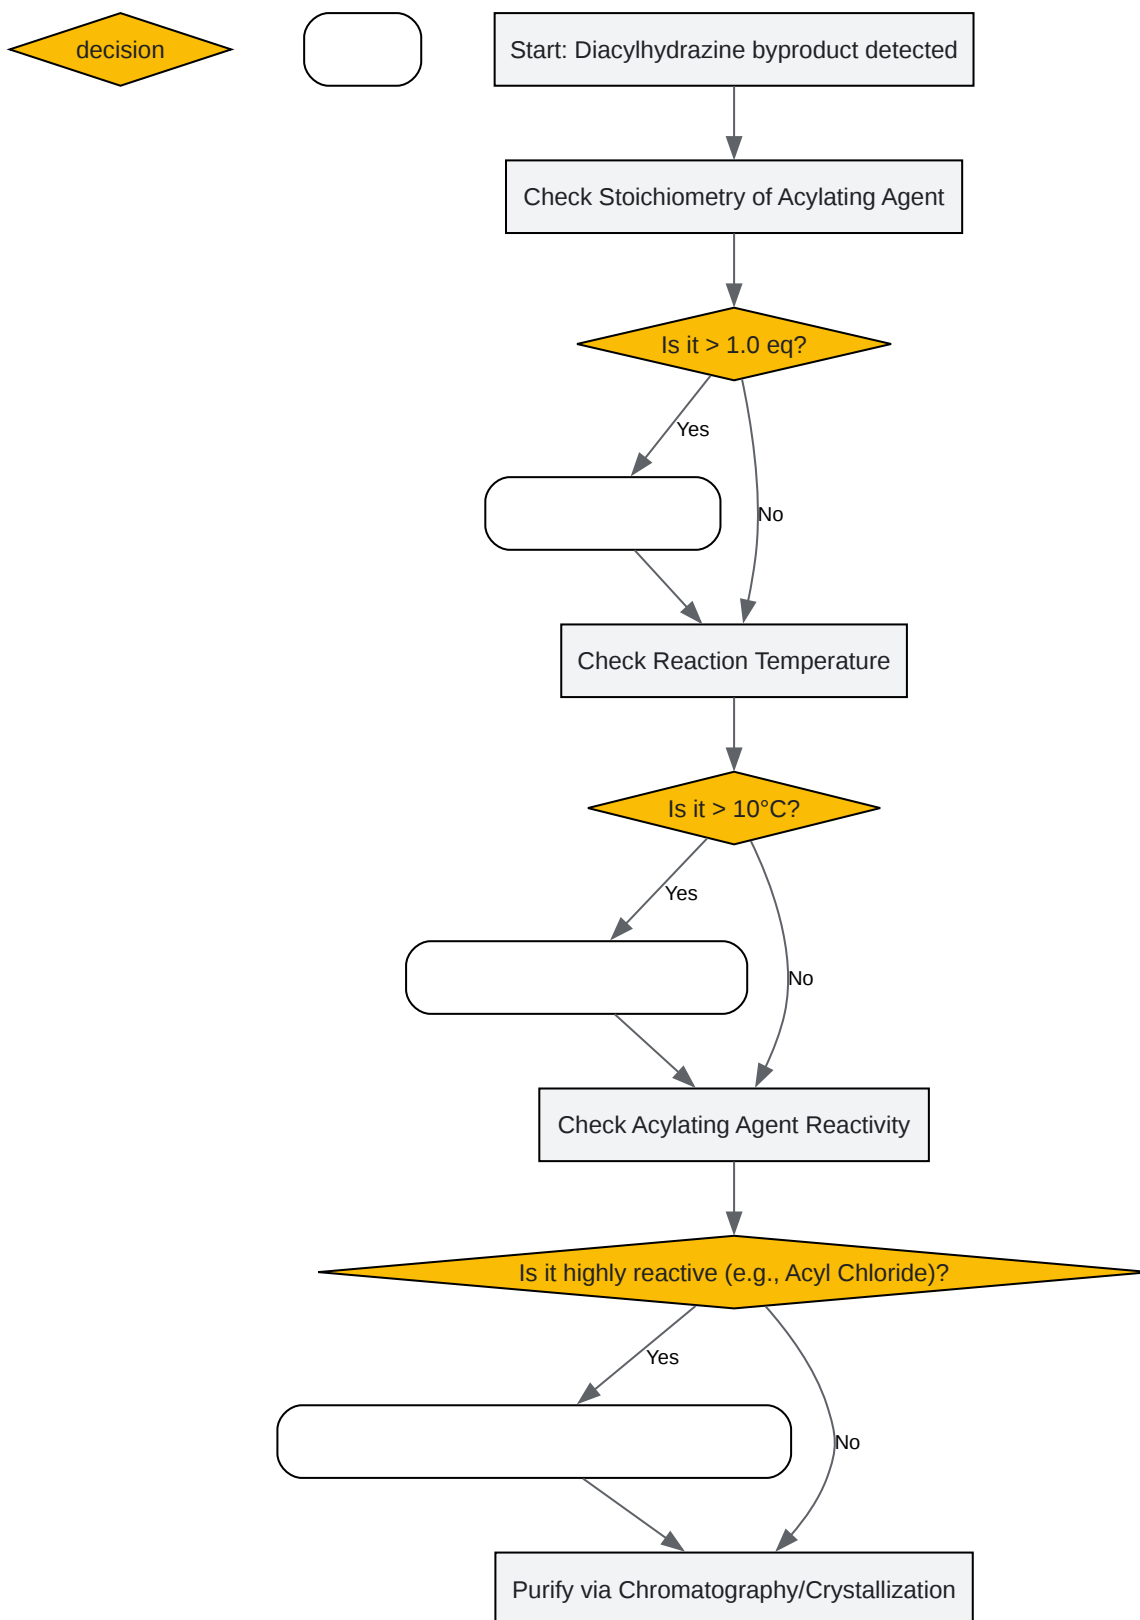 decision
Start: Diacylhydrazine byproduct detected
Check Stoichiometry of Acylating Agent
Is it > 1.0 eq?
Yes
No
Check Reaction Temperature
Is it > 10°C?
Yes
No
Check Acylating Agent Reactivity
Is it highly reactive (e.g., Acyl Chloride)?
Yes
No
Purify via Chromatography/Crystallization